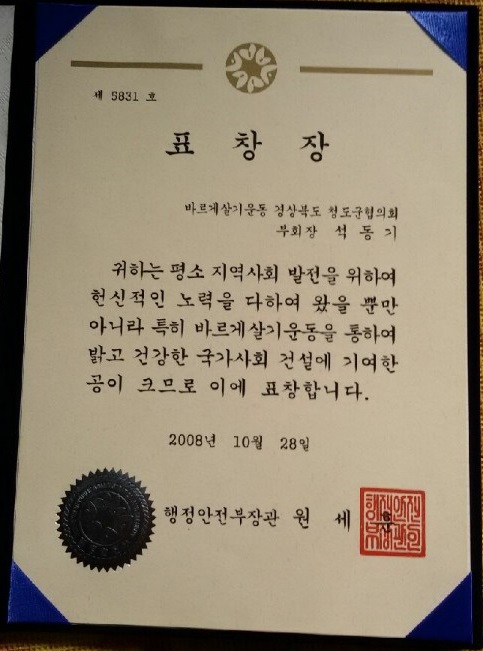 제 5831 호
표 창 장
바르게살기운동 경상북도 청도군협의회
부회장 석 동 기
귀하는 평소 지역사회 발전을 위하여
헌신적인 노력을 다하여 왔을 뿐만
아니라 특히 바르게살기운동을 통하여
밝고 건강한 국가사회 건설에 기여한
공이 크므로 이에 표창합니다.
2008년 10월 28일
행정안전부장관 원 세